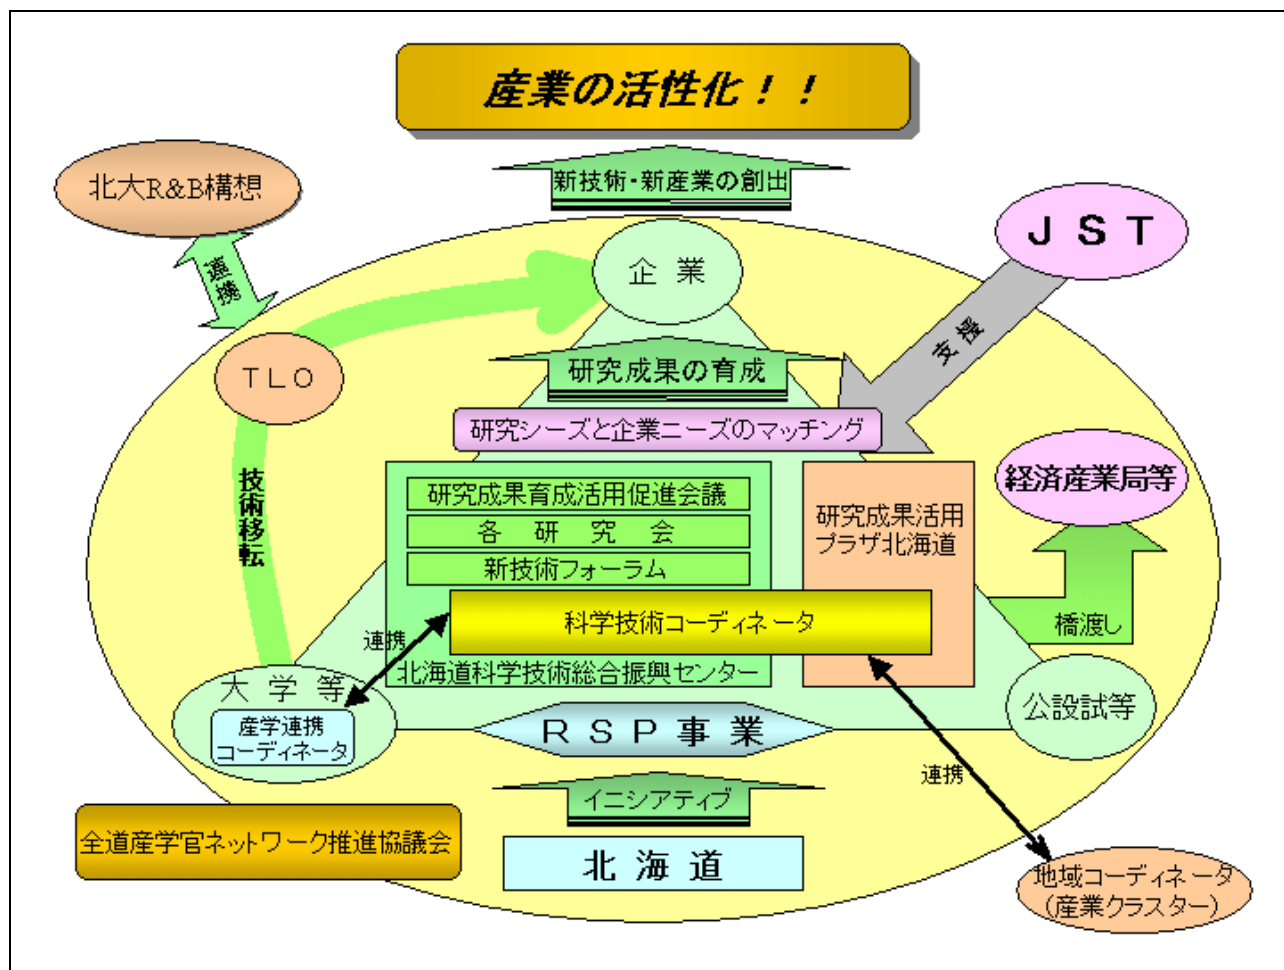 産業の活性化！！
新技術・新産業の創出
北大R&B構想
ＪＳＴ
連携
企業
支援
ＴＬＯ
研究成果の育成
研究シーズと企業ニーズのマッチング
技術移転
経済産業局等
研究成果育成活用促進会議
各研究会
新技術フォーラム
研究成果活用
プラザ北海道
科学技術コーディネータ
橋渡し
連携
北海道科学技術総合振興センター
大学等
産学連携
コーディネータ
公設試等
ＲＳＰ事業
連携
イニシアティブ
全道産学官ネットワーク推進協議会
北海道
地域コーディネータ
(産業クラスター)